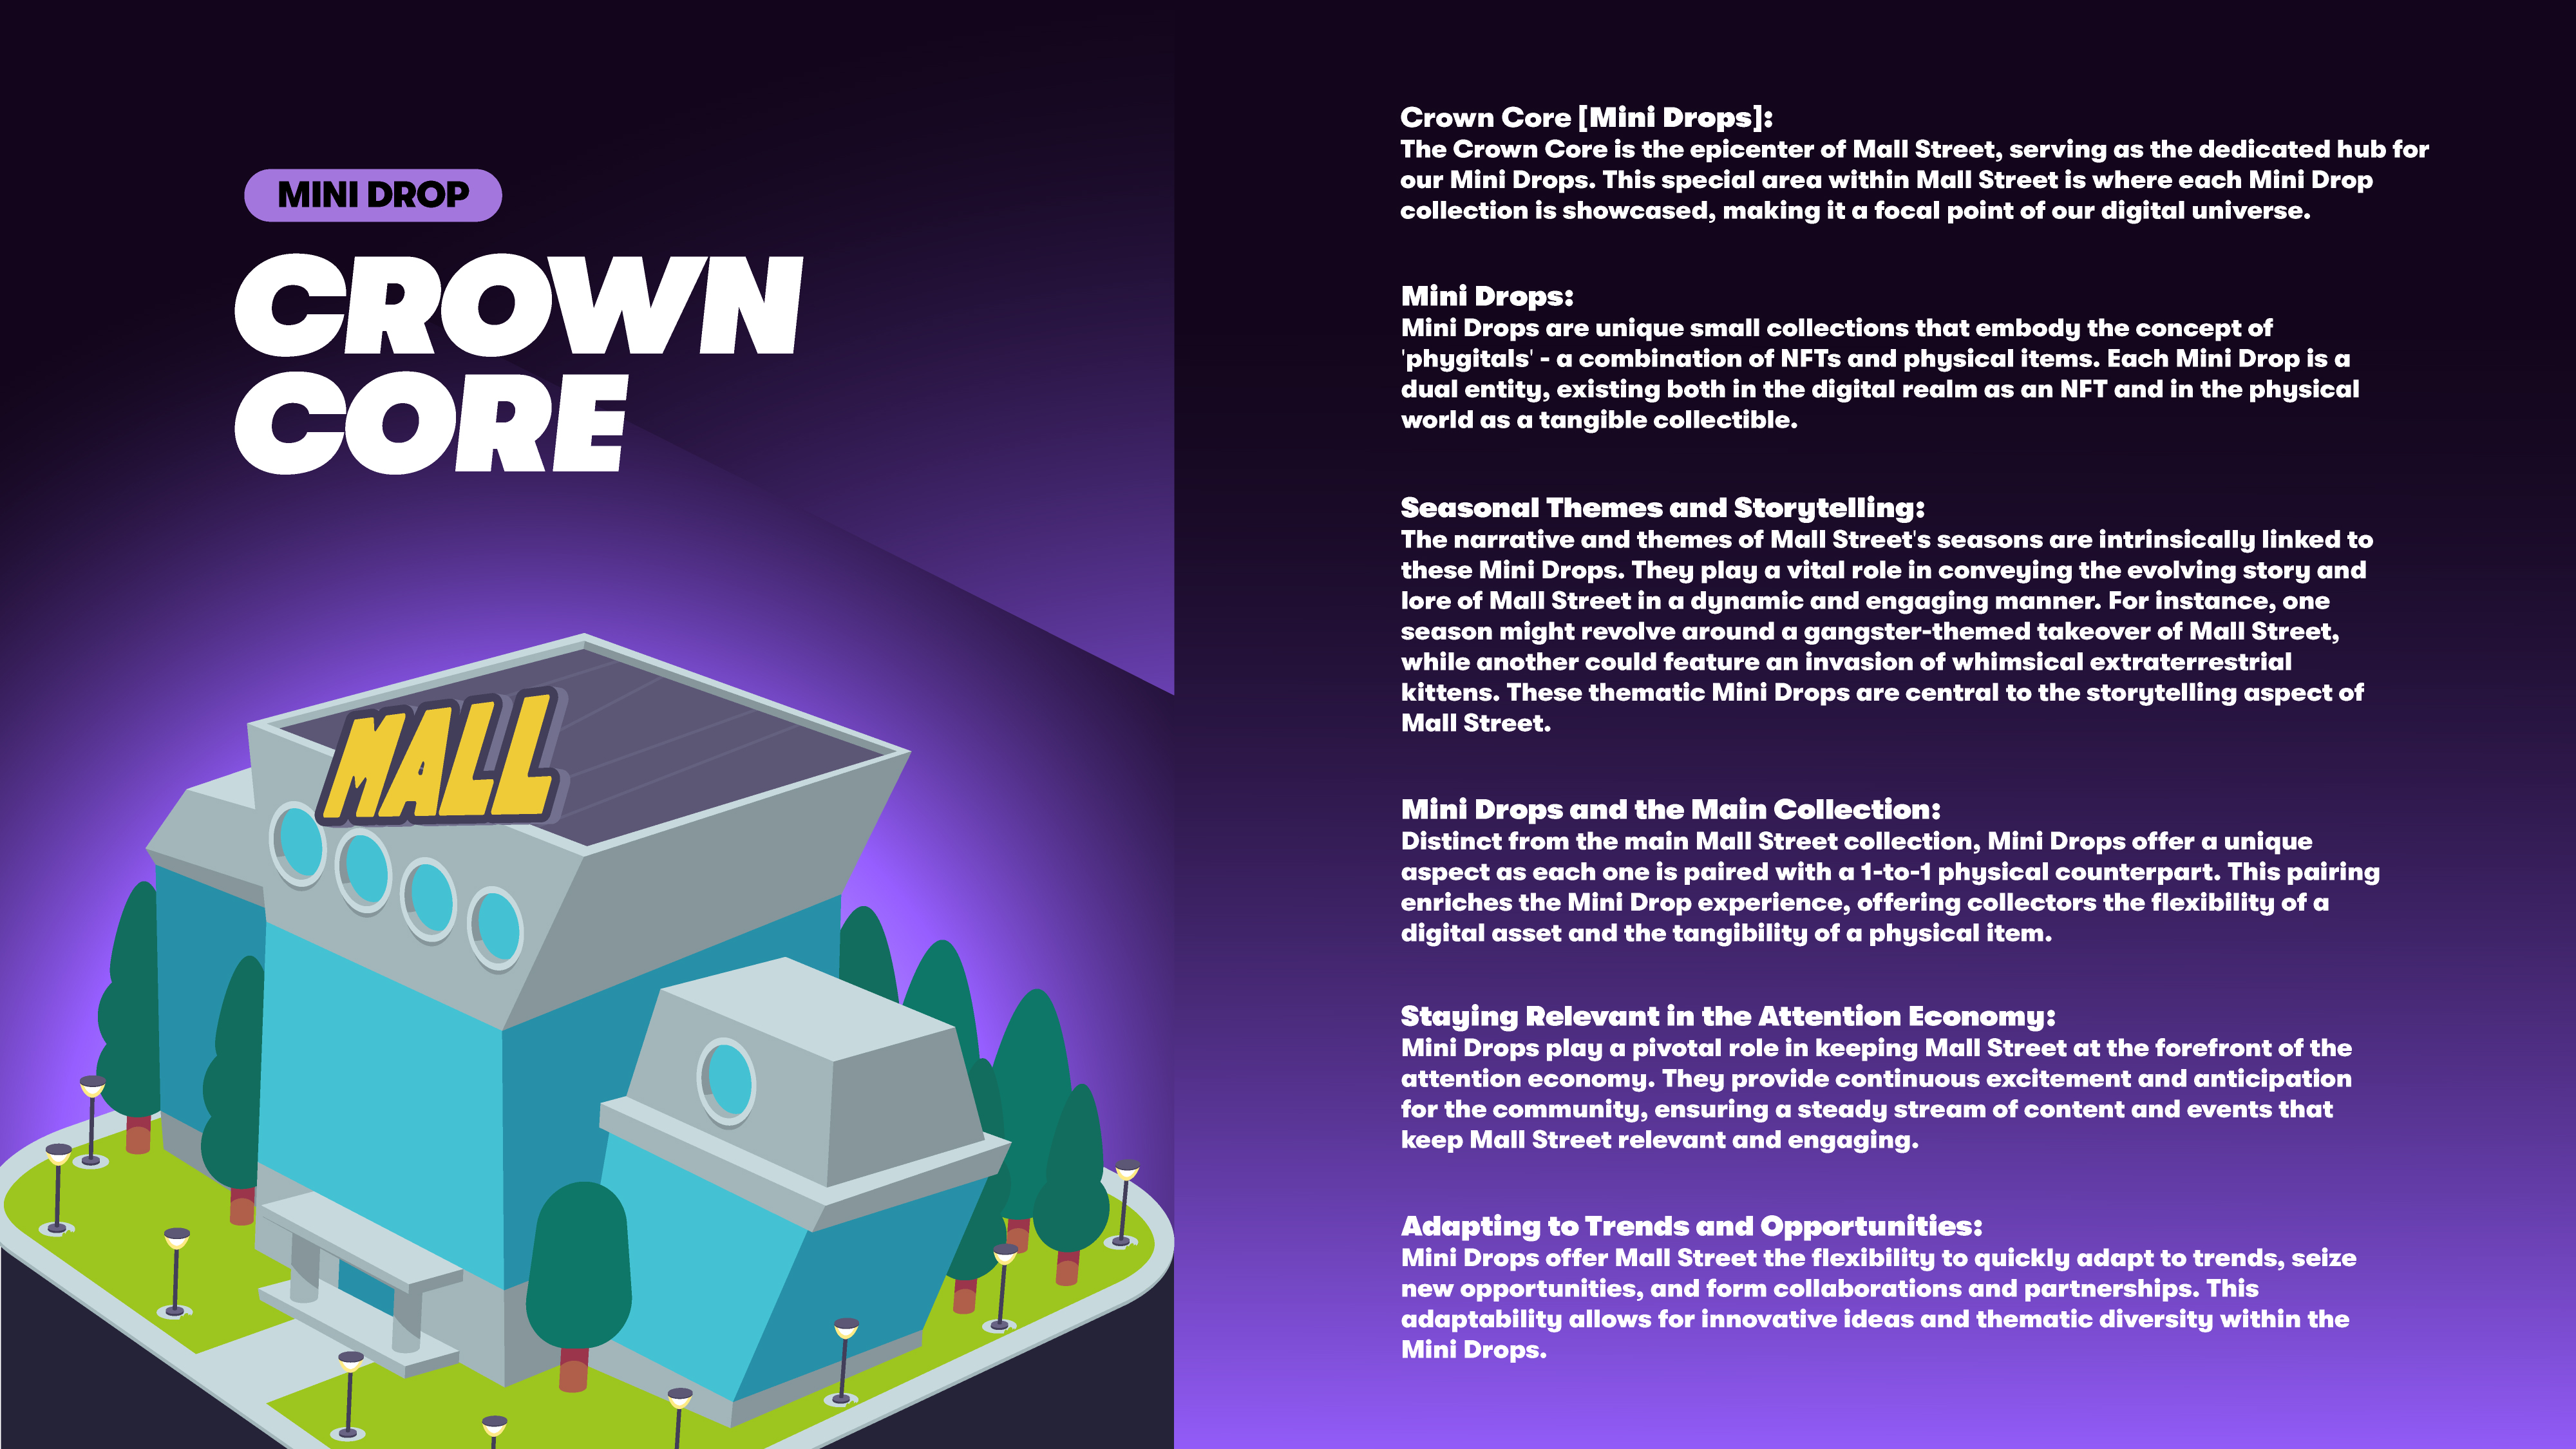 MINI DROP
CROWN
CORE
MALL
Crown Core [Mini Drops]:
The Crown Core is the epicenter of Mall Street, serving as the dedicated hub for
our Mini Drops. This special area within Mall Street is where each Mini Drop
collection is showcased, making it a focal point of our digital universe.
Mini Drops:
Mini Drops are unique small collections that embody the concept of
'phygitals' - a combination of NFTs and physical items. Each Mini Drop is a
dual entity, existing both in the digital realm as an NFT and in the physical
world as a tangible collectible.
Seasonal Themes and Storytelling:
The narrative and themes of Mall Street's seasons are intrinsically linked to
these Mini Drops. They play a vital role in conveying the evolving story and
lore of Mall Street in a dynamic and engaging manner. For instance, one
season might revolve around a gangster-themed takeover of Mall Street,
while another could feature an invasion of whimsical extraterrestrial
kittens. These thematic Mini Drops are central to the storytelling aspect of
Mall Street.
Mini Drops and the Main Collection:
Distinct from the main Mall Street collection, Mini Drops offer a unique
aspect as each one is paired with a 1-to-1 physical counterpart. This pairing
enriches the Mini Drop experience, offering collectors the flexibility of a
digital asset and the tangibility of a physical item.
Staying Relevant in the Attention Economy:
Mini Drops play a pivotal role in keeping Mall Street at the forefront of the
attention economy. They provide continuous excitement and anticipation
for the community, ensuring a steady stream of content and events that
keep Mall Street relevant and engaging.
Adapting to Trends and Opportunities:
Mini Drops offer Mall Street the flexibility to quickly adapt to trends, seize
new opportunities, and form collaborations and partnerships. This
adaptability allows for innovative ideas and thematic diversity within the
Mini Drops.